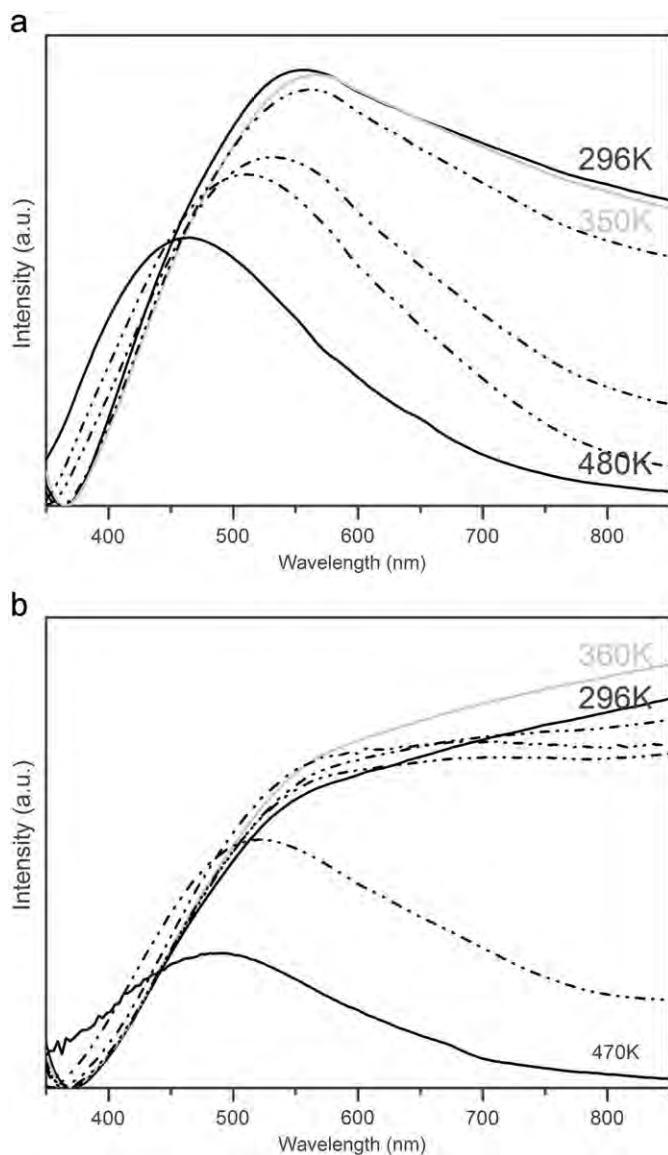 a
Intensity (a.u.)
296K
350K
480K
400 500 600 700 800
Wavelength (nm)
b
Intensity (a.u.)
360K
296K
470K
400 500 600 700 800
Wavelength (nm)